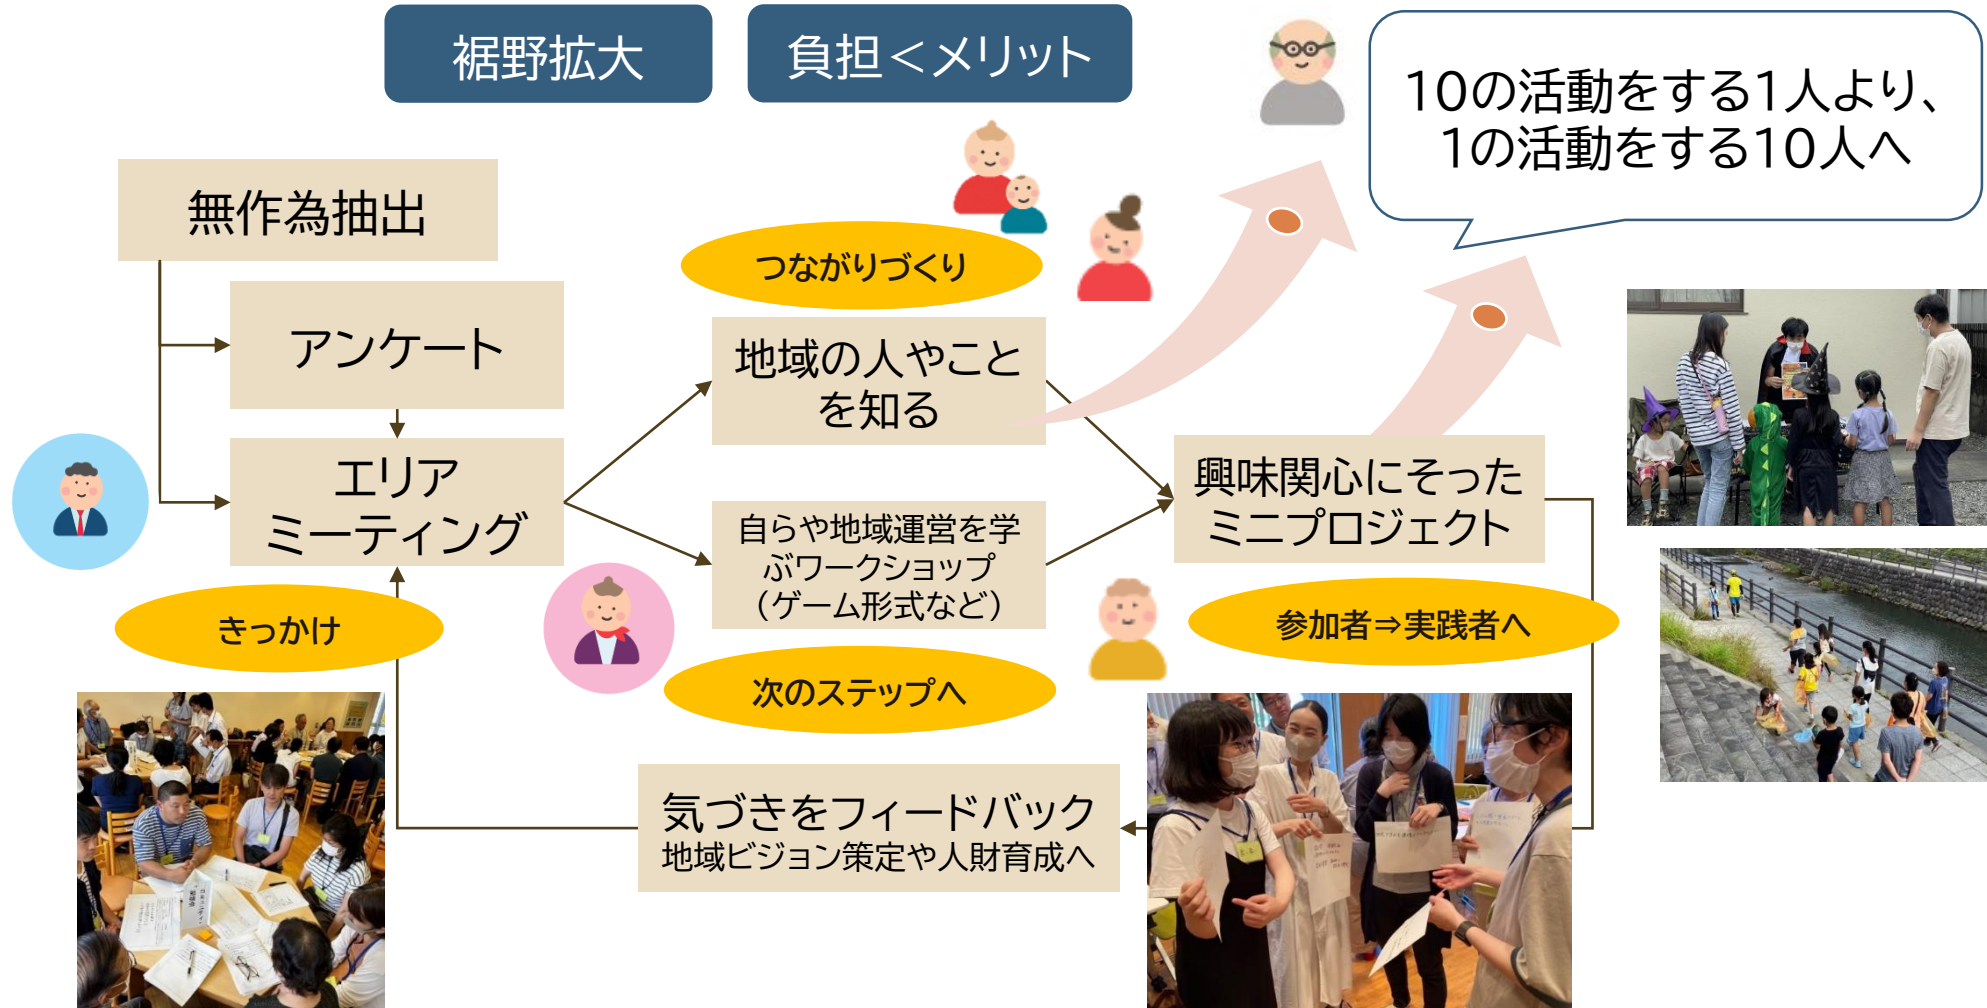 裾野拡大
負担＜メリット
10の活動をする1人より、
1の活動をする10人へ
無作為抽出
つながりづくり
アンケート
地域の人やこと
を知る
エリア
ミーティング
興味関心にそった
ミニプロジェクト
自らや地域運営を学
ぶワークショップ
（ゲーム形式など）
きっかけ
参加者⇒実践者へ
次のステップへ
気づきをフィードバック
地域ビジョン策定や人財育成へ